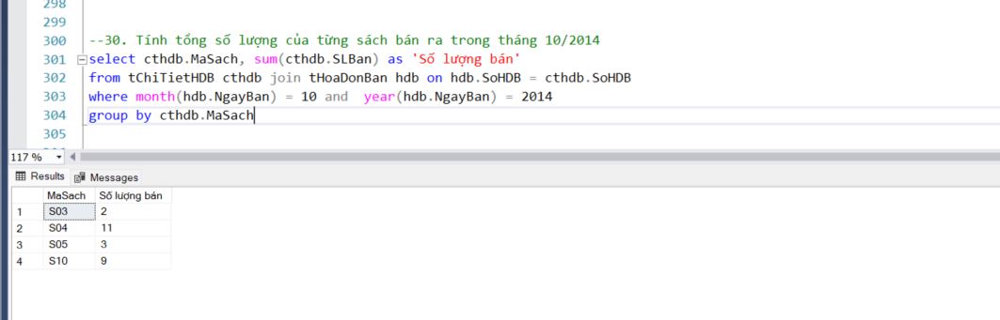 298
299
300 --30. Tính tổng số lượng của từng sách bán ra trong tháng 10/2014
301 select cthdb.MaSach, sum(cthdb.SLBan) as 'Số lượng bán'
302 from tChiTietHDB cthdb join tHoaDonBan hdb on hdb.SoHDB = cthdb.SoHDB
303 where month(hdb.NgayBan) = 10 and  year(hdb.NgayBan) = 2014
304 group by cthdb.MaSach
305
117 %
Results Messages
MaSach Số lượng bán
1 S03 2
2 S04 11
3 S05 3
4 S10 9